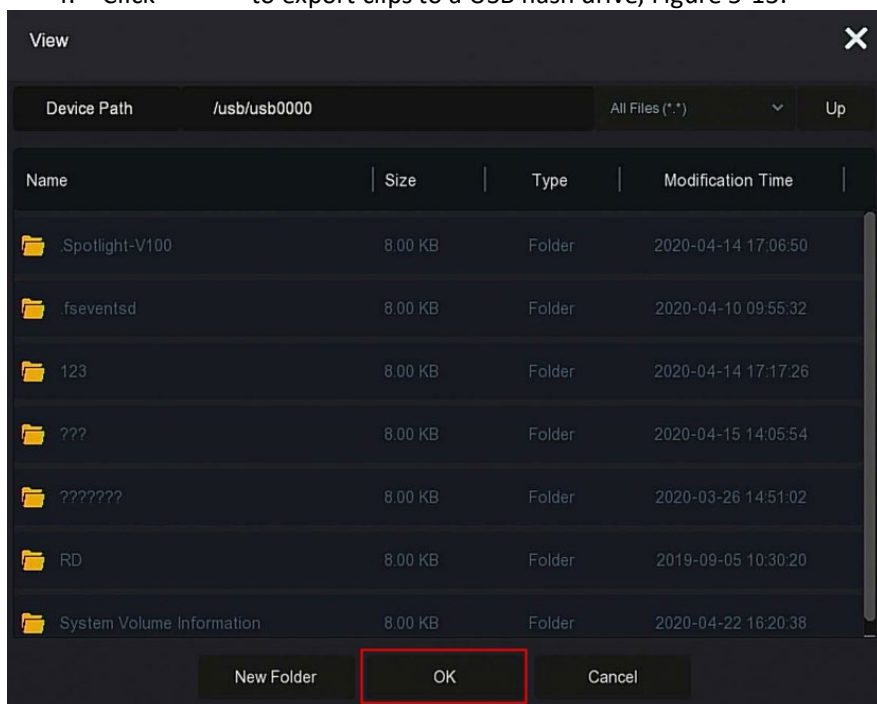 Click to export clips to a USB flash drive, Figure 5-15.
View
Device Path /usb/usb0000 All Files (*.*) Up
Name Size Type Modification Time
.Spotlight-V100 8.00 KB Folder 2020-04-14 17:06:50
.fseventsd 8.00 KB Folder 2020-04-10 09:55:32
123 8.00 KB Folder 2020-04-14 17:17:26
??? 8.00 KB Folder 2020-04-15 14:05:54
??????? 8.00 KB Folder 2020-03-26 14:51:02
RD 8.00 KB Folder 2019-09-05 10:30:20
System Volume Information 8.00 KB Folder 2020-04-22 16:20:38
New Folder OK Cancel